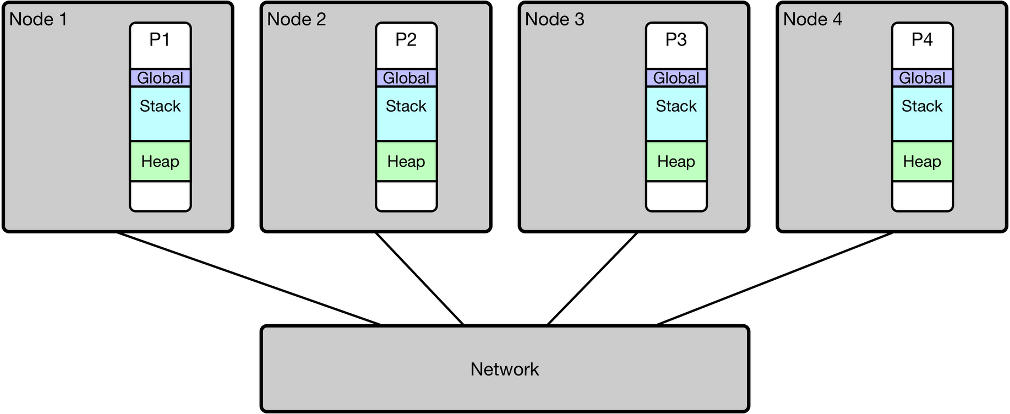 Node 1
P1
Global
Stack
Heap
Node 2
P2
Global
Stack
Heap
Node 3
P3
Global
Stack
Heap
Node 4
P4
Global
Stack
Heap
Network